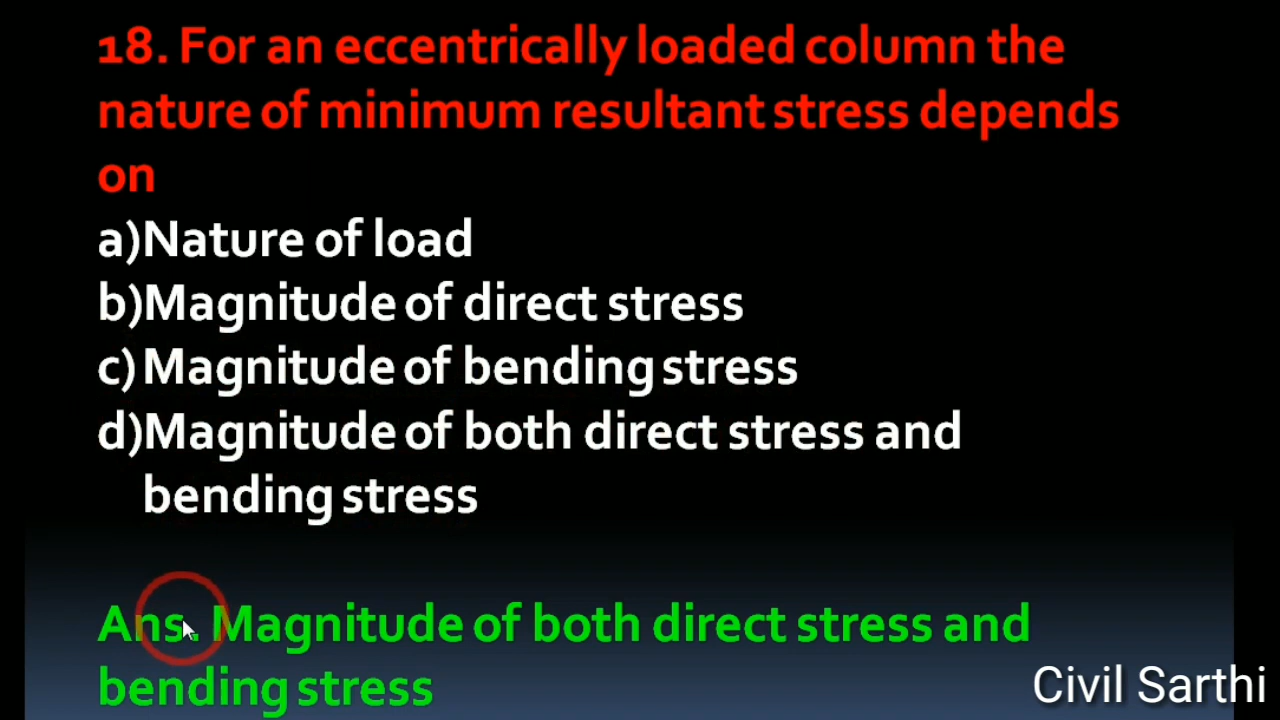 18. For an eccentrically loaded column the
nature of minimum resultant stress depends
on
a)Nature of load
b)Magnitude of direct stress
c) Magnitude of bending stress
d)Magnitude of both direct stress and
bending stress
Ans. Magnitude of both direct stress and
bending stress
Civil Sarthi